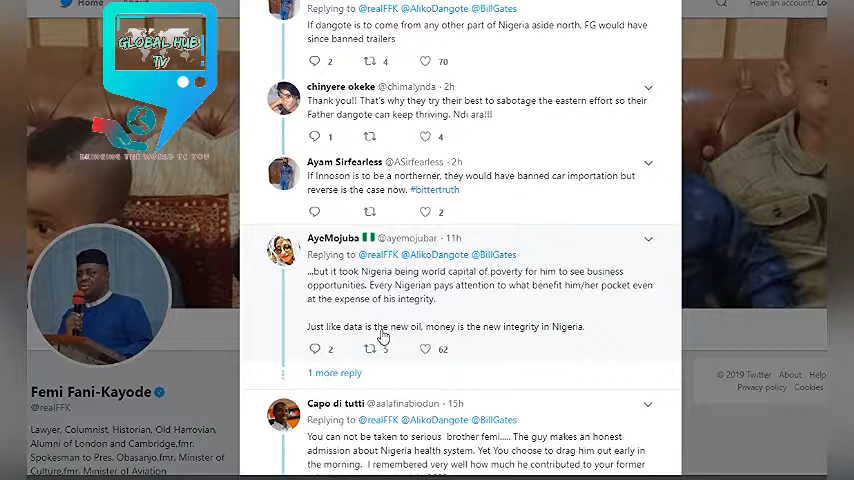 Home
Have an account? Lo
GLOBAL HUB
TV
BRINGING THE WORLD TO YOU
Replying to @realFFK @AlikoDangote @BillGates
If dangote is to come from any other part of Nigeria aside north, FG would have
since banned trailers
2 4 70
chinyere okeke @chimalynda · 2h
Thank you!! That's why they try their best to sabotage the eastern effort so their
Father dangote can keep thriving. Ndi ara!!!
1 4
Ayam Sirfearless @ASirfearless · 2h
If Innoson is to be a northerner, they would have banned car importation but
reverse is the case now. #bittertruth
2
AyeMojuba @ayemojubar · 11h
Replying to @realFFK @AlikoDangote @BillGates
...but it took Nigeria being world capital of poverty for him to see business
opportunities. Every Nigerian pays attention to what benefit him/her pocket even
at the expense of his integrity.
Just like data is the new oil, money is the new integrity in Nigeria.
2 5 62
1 more reply
Capo di tutti @aalafinabiodun · 15h
Replying to @realFFK @AlikoDangote @BillGates
You can not be taken to serious brother femi..... The guy makes an honest
admission about Nigeria health system. Yet You choose to drag him out early in
the morning. I remembered very well how much he contributed to your former
Femi Fani-Kayode
@realFFK
Lawyer, Columnist, Historian, Old Harrovian,
Alumni of London and Cambridge.fmr.
Spokesman to Pres. Obasanjo.fmr. Minister of
Culture.fmr. Minister of Aviation
© 2019 Twitter About Help
Privacy policy Cookies